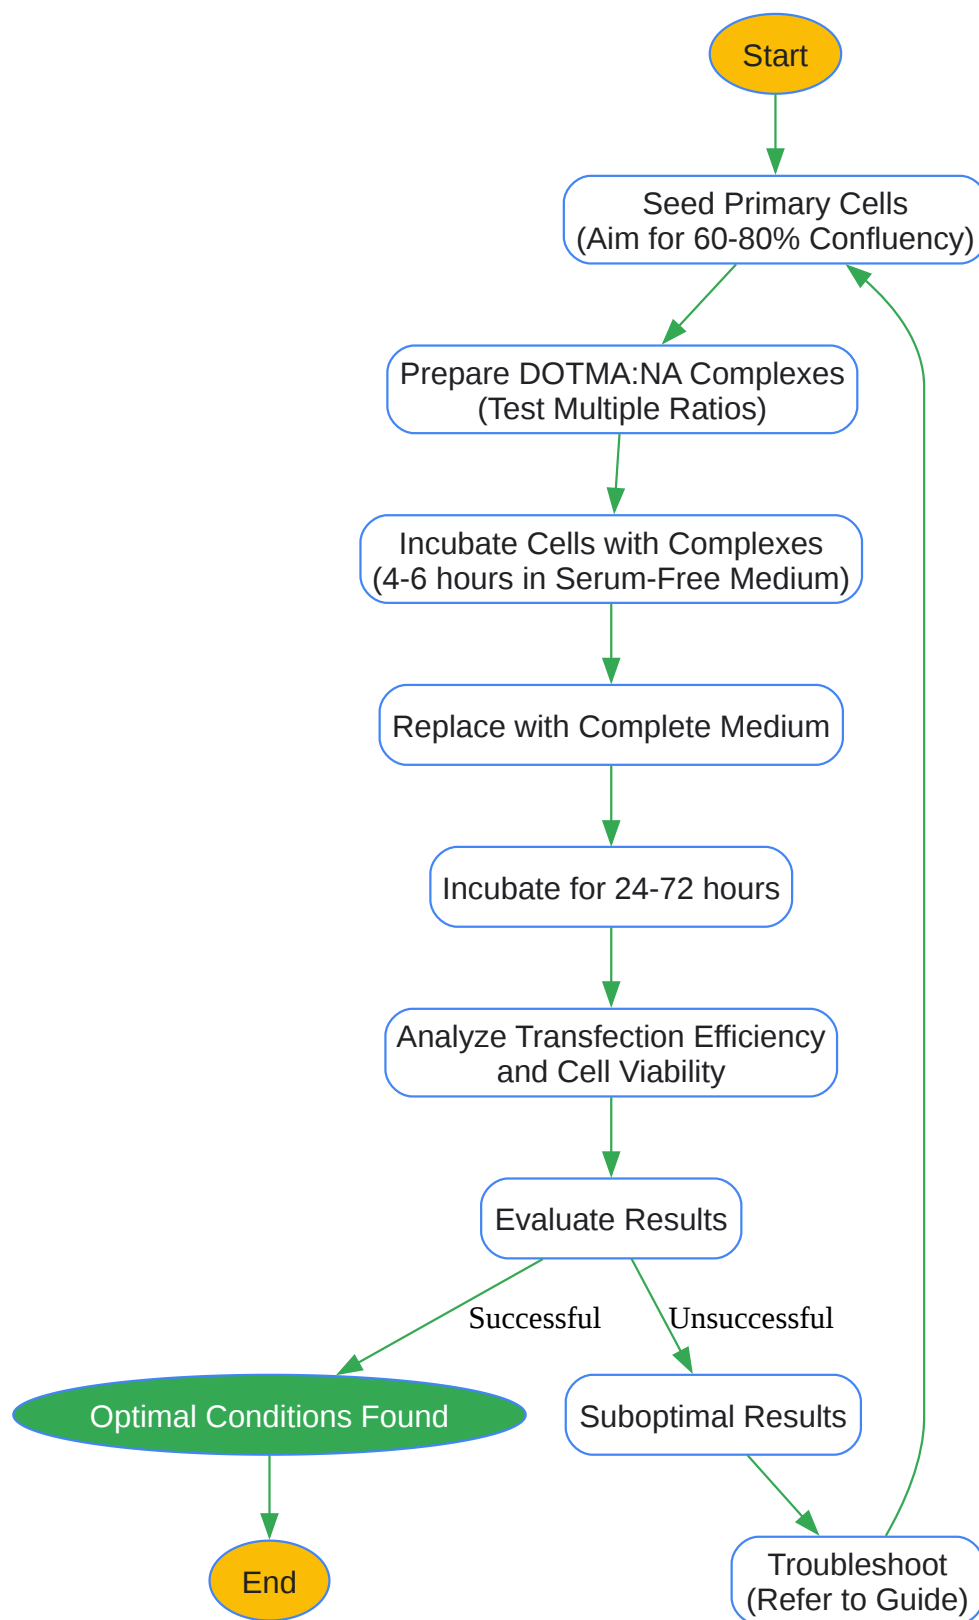 Start
Seed Primary Cells
(Aim for 60-80% Confluency)
Prepare DOTMA:NA Complexes
(Test Multiple Ratios)
Incubate Cells with Complexes
(4-6 hours in Serum-Free Medium)
Replace with Complete Medium
Incubate for 24-72 hours
Analyze Transfection Efficiency
and Cell Viability
Evaluate Results
Successful
Unsuccessful
Optimal Conditions Found
Suboptimal Results
End
Troubleshoot
(Refer to Guide)